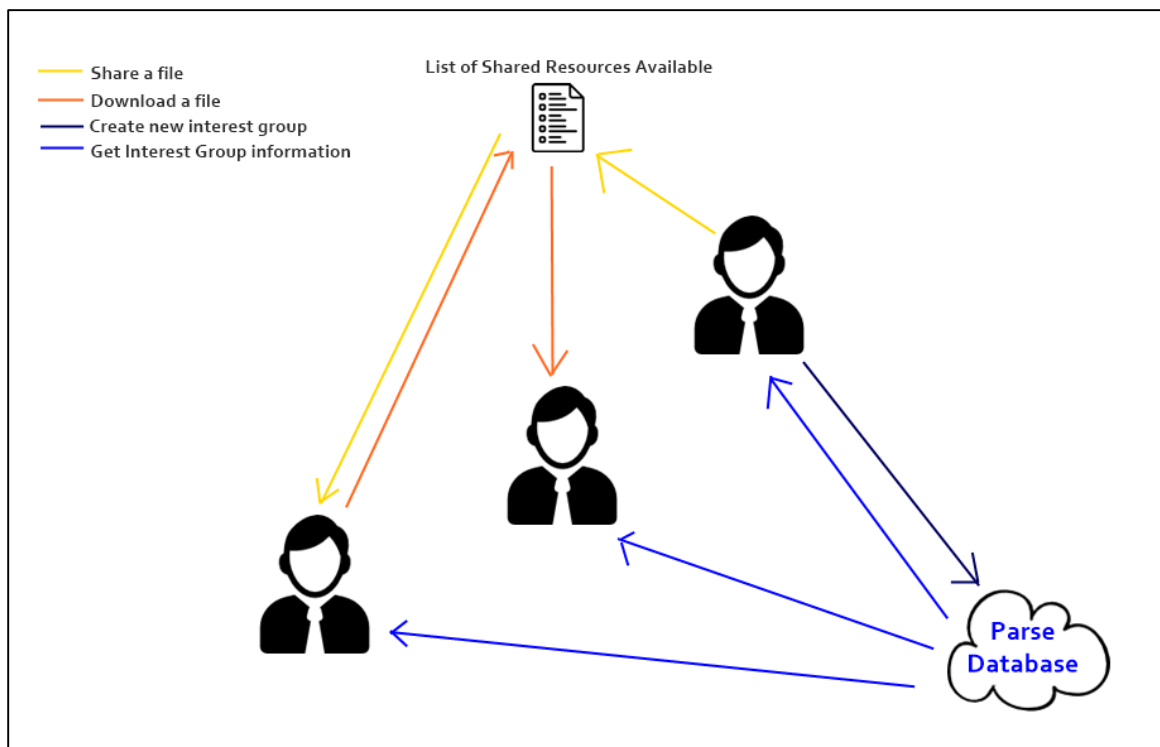 List of Shared Resources Available
Share a file
Download a file
Create new interest group
Get Interest Group information
Parse
Database